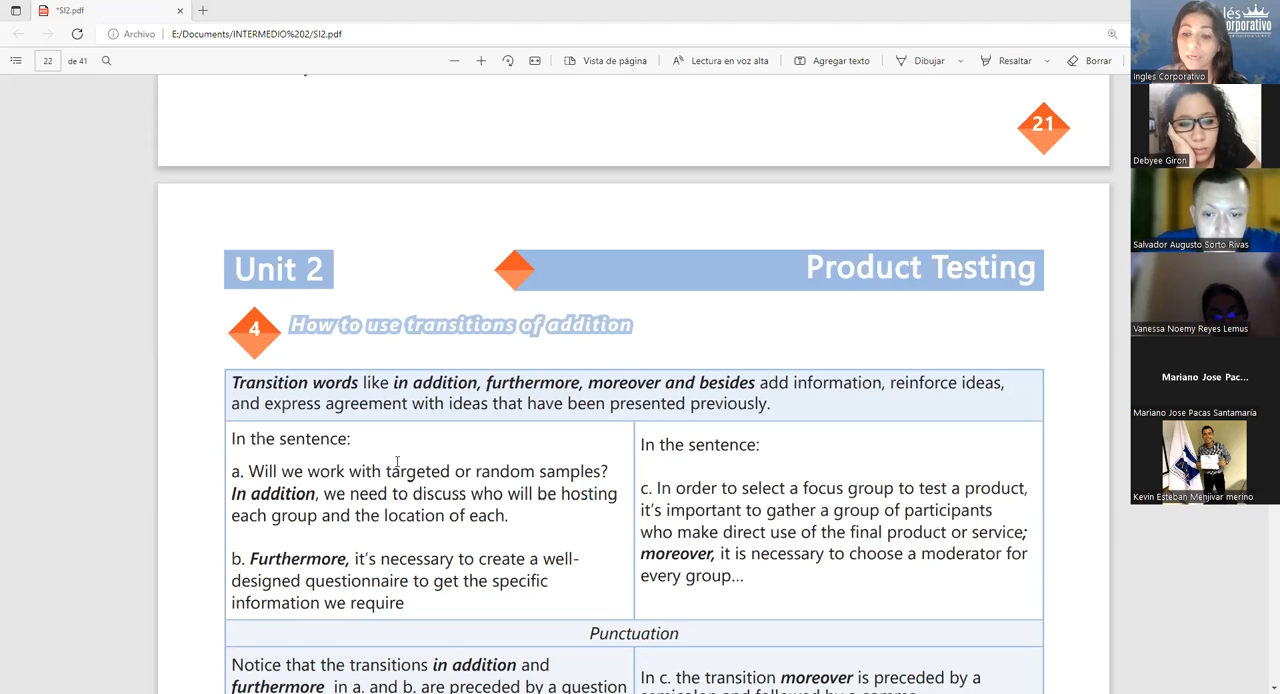 *SI2.pdf
Archivo
E:/Documents/INTERMEDIO%202/SI2.pdf
22 de 41
Vista de página
Lectura en voz alta
Agregar texto
Dibujar
Resaltar
Borrar
21
Unit 2
Product Testing
4 How to use transitions of addition
Transition words like in addition, furthermore, moreover and besides add information, reinforce ideas,
and express agreement with ideas that have been presented previously.
In the sentence:
a. Will we work with targeted or random samples?
In addition, we need to discuss who will be hosting
each group and the location of each.
b. Furthermore, it's necessary to create a well-
designed questionnaire to get the specific
information we require
In the sentence:
c. In order to select a focus group to test a product,
it's important to gather a group of participants
who make direct use of the final product or service;
moreover, it is necessary to choose a moderator for
every group...
Punctuation
Notice that the transitions in addition and
furthermore in a. and b. are preceded by a question
In c. the transition moreover is preceded by a
Ingles Corporativo
Debyee Giron
Salvador Augusto Sorto Rivas
Vanessa Noemy Reyes Lemus
Mariano Jose Pac...
Mariano Jose Pacas Santamaría
Kevin Esteban Menjivar merino